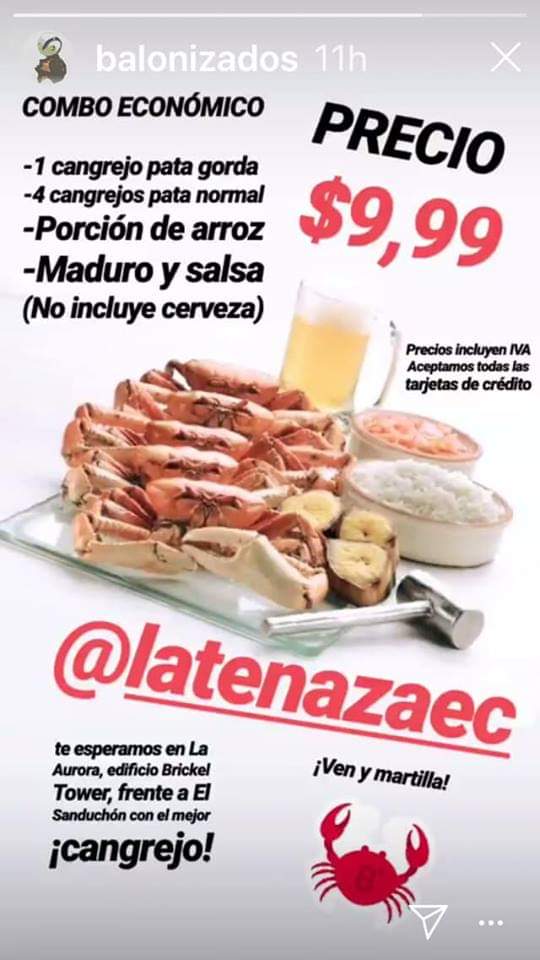 balonizados 11h
COMBO ECONÓMICO
-1 cangrejo pata gorda
-4 cangrejos pata normal
-Porción de arroz
-Maduro y salsa
(No incluye cerveza)
PRECIO
$9,99
Precios incluyen IVA
Aceptamos todas las
tarjetas de crédito
@latenazaec
te esperamos en La
Aurora, edificio Brickel
Tower, frente a El
Sanduchón con el mejor
¡cangrejo!
¡Ven y martilla!